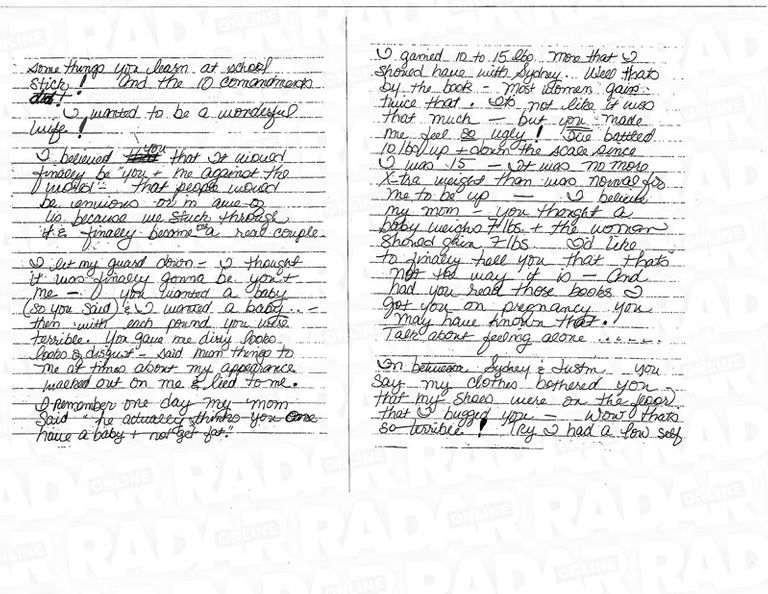 some things you learn at school
stick! And the 10 comandments
did!
I wanted to be a wonderful
wife!
I believed you that it would
finally be "you + me against the
world" - that people would
be envious or in awe of
us because we stuck through
it & finally become a real couple.
I let my guard down - I thought
it was finally gonna be you +
me - you wanted a baby
(so you said) & I wanted a baby ...
then with each pound you were
terrible. You gave me dirty looks
looks of disgust - said mean things to
me at times about my appearance
walked out on me & lied to me.
I remember one day my mom
said "he actually thinks you can
have a baby + not get fat."
I gained 10 to 15 lbs. more that I
should have with Sydney. Well thats
by the book - Most women gain
twice that. Its not like it was
that much - but you made
me feel so ugly! I've battled
10 lbs up + down the scale since
I was 15 - It was no more
X-tra weight than was normal for
me to be up - I believe
my mom - you thought a
baby weighs 7 lbs + the woman
should gain 7 lbs. I'd like
to finally tell you that thats
not the way it is - And
had you read those books I
got you on pregnancy you
may have known that.
Talk about feeling alone ......
In between Sydney & Justin you
say my clothes bothered you
that my shoes were on the floor
that I bugged you - Wow thats
so terrible! Try I had a low self
RADAR
ONLINE